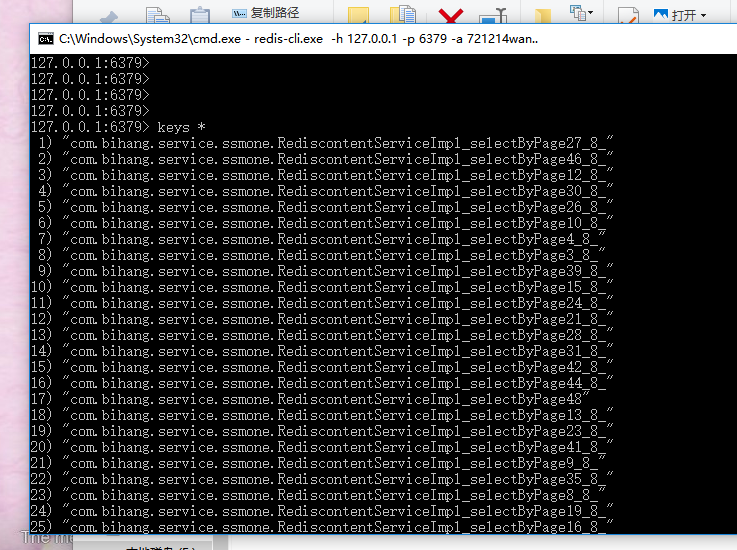 复制路径
打开
C:\Windows\System32\cmd.exe - redis-cli.exe -h 127.0.0.1 -p 6379 -a 721214wan..
127.0.0.1:6379>
127.0.0.1:6379>
127.0.0.1:6379>
127.0.0.1:6379>
127.0.0.1:6379> keys *
1) "com.bihang.service.ssmone.RediscontentServiceImpl_selectByPage27_8_"
2) "com.bihang.service.ssmone.RediscontentServiceImpl_selectByPage46_8_"
3) "com.bihang.service.ssmone.RediscontentServiceImpl_selectByPage12_8_"
4) "com.bihang.service.ssmone.RediscontentServiceImpl_selectByPage30_8_"
5) "com.bihang.service.ssmone.RediscontentServiceImpl_selectByPage26_8_"
6) "com.bihang.service.ssmone.RediscontentServiceImpl_selectByPage10_8_"
7) "com.bihang.service.ssmone.RediscontentServiceImpl_selectByPage4_8_"
8) "com.bihang.service.ssmone.RediscontentServiceImpl_selectByPage3_8_"
9) "com.bihang.service.ssmone.RediscontentServiceImpl_selectByPage39_8_"
10) "com.bihang.service.ssmone.RediscontentServiceImpl_selectByPage15_8_"
11) "com.bihang.service.ssmone.RediscontentServiceImpl_selectByPage24_8_"
12) "com.bihang.service.ssmone.RediscontentServiceImpl_selectByPage21_8_"
13) "com.bihang.service.ssmone.RediscontentServiceImpl_selectByPage28_8_"
14) "com.bihang.service.ssmone.RediscontentServiceImpl_selectByPage31_8_"
15) "com.bihang.service.ssmone.RediscontentServiceImpl_selectByPage42_8_"
16) "com.bihang.service.ssmone.RediscontentServiceImpl_selectByPage44_8_"
17) "com.bihang.service.ssmone.RediscontentServiceImpl_selectByPage48"
18) "com.bihang.service.ssmone.RediscontentServiceImpl_selectByPage13_8_"
19) "com.bihang.service.ssmone.RediscontentServiceImpl_selectByPage23_8_"
20) "com.bihang.service.ssmone.RediscontentServiceImpl_selectByPage41_8_"
21) "com.bihang.service.ssmone.RediscontentServiceImpl_selectByPage9_8_"
22) "com.bihang.service.ssmone.RediscontentServiceImpl_selectByPage35_8_"
23) "com.bihang.service.ssmone.RediscontentServiceImpl_selectByPage8_8_"
24) "com.bihang.service.ssmone.RediscontentServiceImpl_selectByPage19_8_"
25) "com.bihang.service.ssmone.RediscontentServiceImpl_selectByPage16_8_"
The